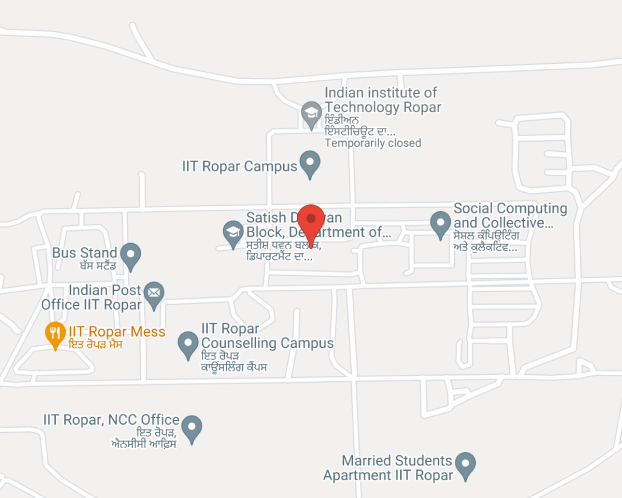 Indian institute of
Technology Ropar
ਇੰਡੀਅਨ
ਇੰਸਟੀਚਿਊਟ ਦਾ...
Temporarily closed
IIT Ropar Campus
Satish D
wan
Block, Department of...
ਸਤੀਸ਼ ਧਵਨ ਬਲਾਕ,
ਡਿਪਾਰਟਮੈਂਟ ਦਾ...
Social Computing
and Collective...
ਸੋਸ਼ਲ ਕੰਪਿਊਟਿੰਗ
ਅਤੇ ਕੁਲੈਕਟਿਵ...
Bus Stand
ਬੱਸ ਸਟੈਂਡ
Indian Post
Office IIT Ropar
IIT Ropar Mess
ਇਤ ਰੋਪੜ ਮੈਸ
IIT Ropar
Counselling Campus
ਇਤ ਰੋਪੜ
ਕਾਊਂਸਲਿੰਗ ਕੈਂਪਸ
IIT Ropar, NCC Office
ਇਤ ਰੋਪੜ,
ਐਨਸੀਸੀ ਆਫ਼ਿਸ
Married Students
Apartment IIT Ropar